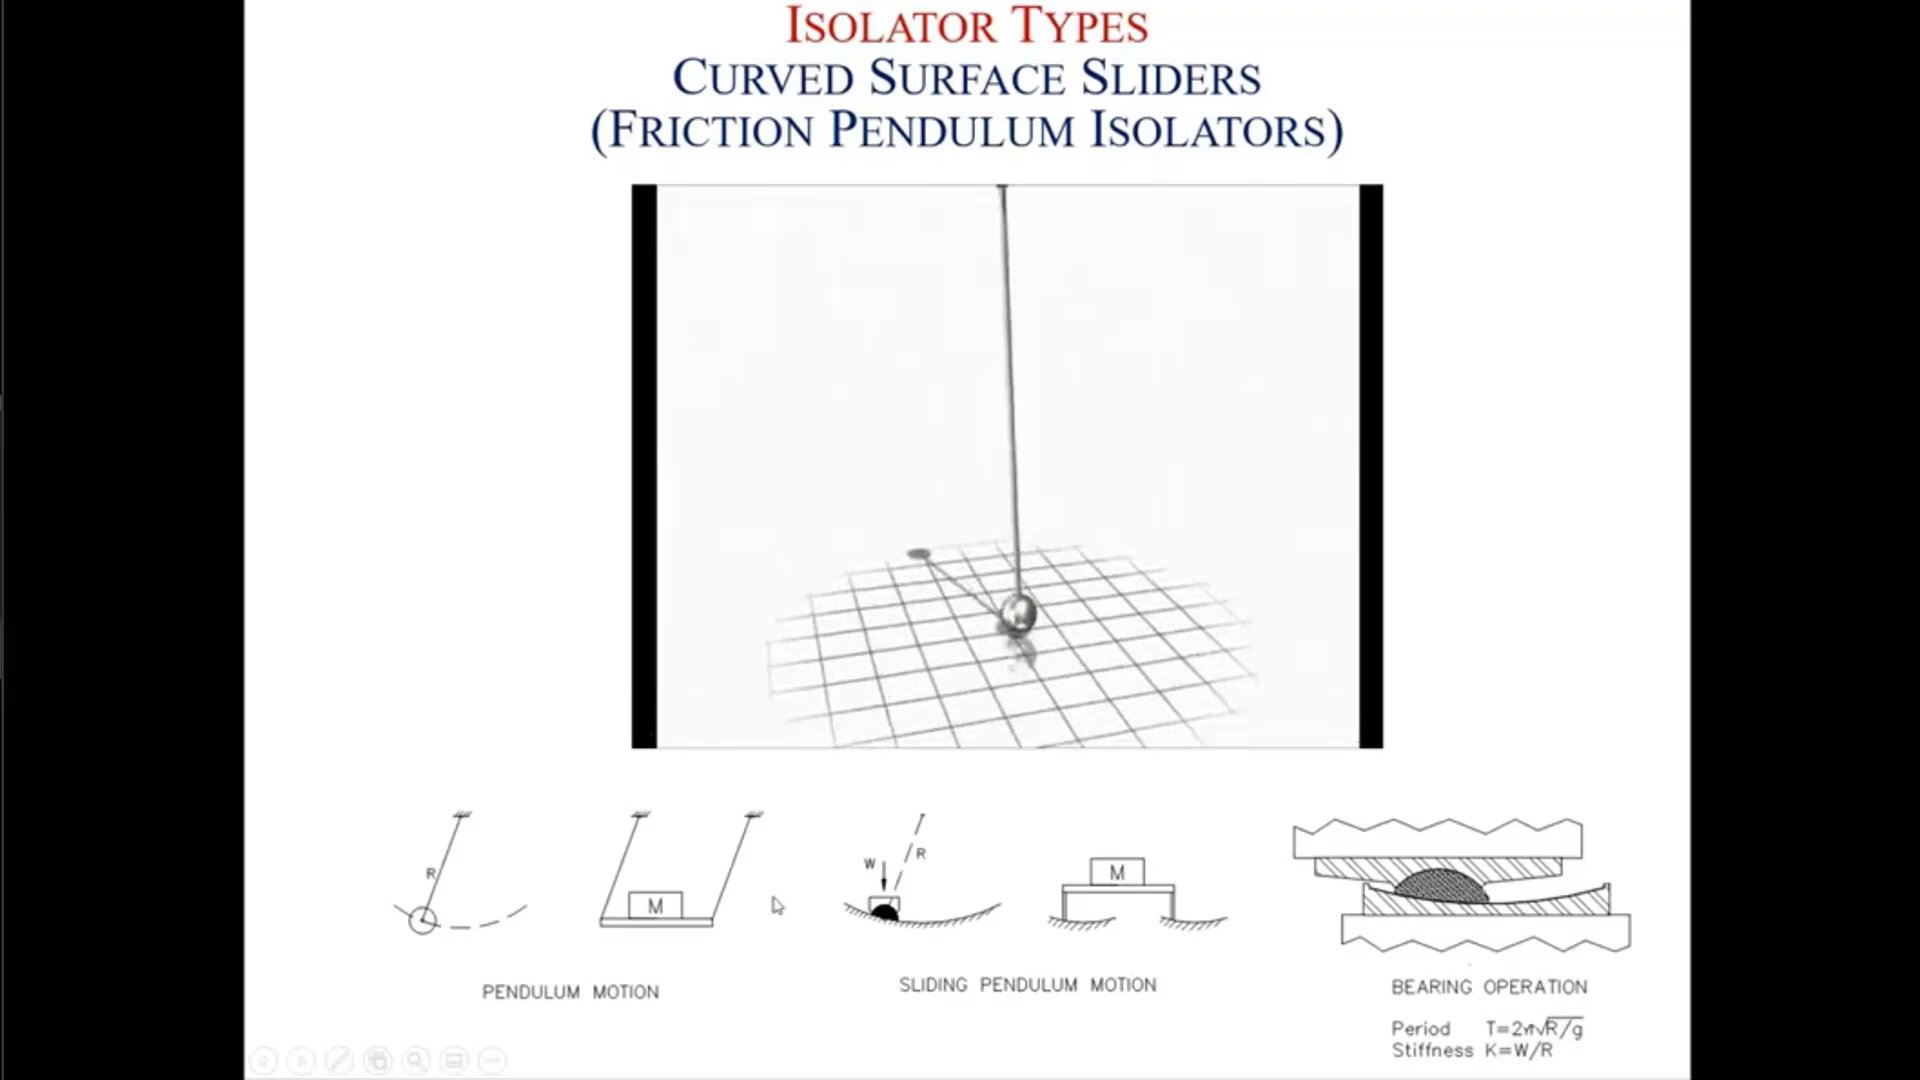 ISOLATOR TYPES
CURVED SURFACE SLIDERS
(FRICTION PENDULUM ISOLATORS)
R
M
W
R
M
PENDULUM MOTION
SLIDING PENDULUM MOTION
BEARING OPERATION
Period T=2π√R/g
Stiffness K=W/R